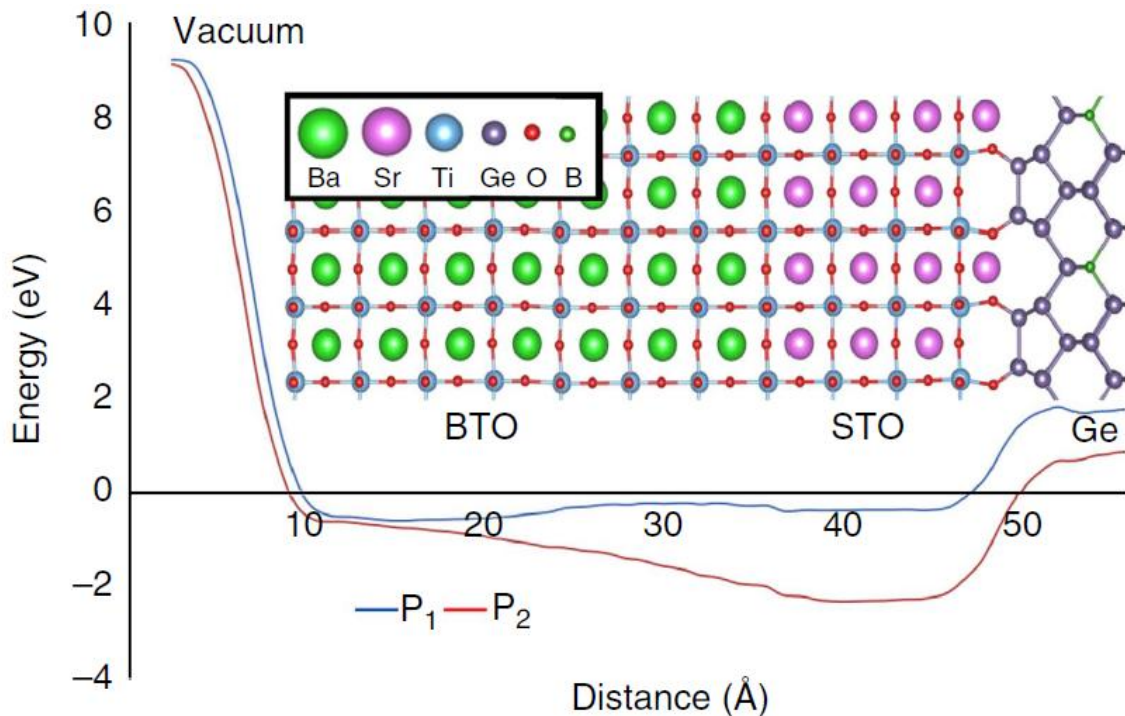 10
Vacuum
8
Ba Sr Ti Ge O B
6
4
2
BTO STO Ge
0
10 20 30 40 50
–2
P₁ P₂
–4
Energy (eV)
Distance (Å)